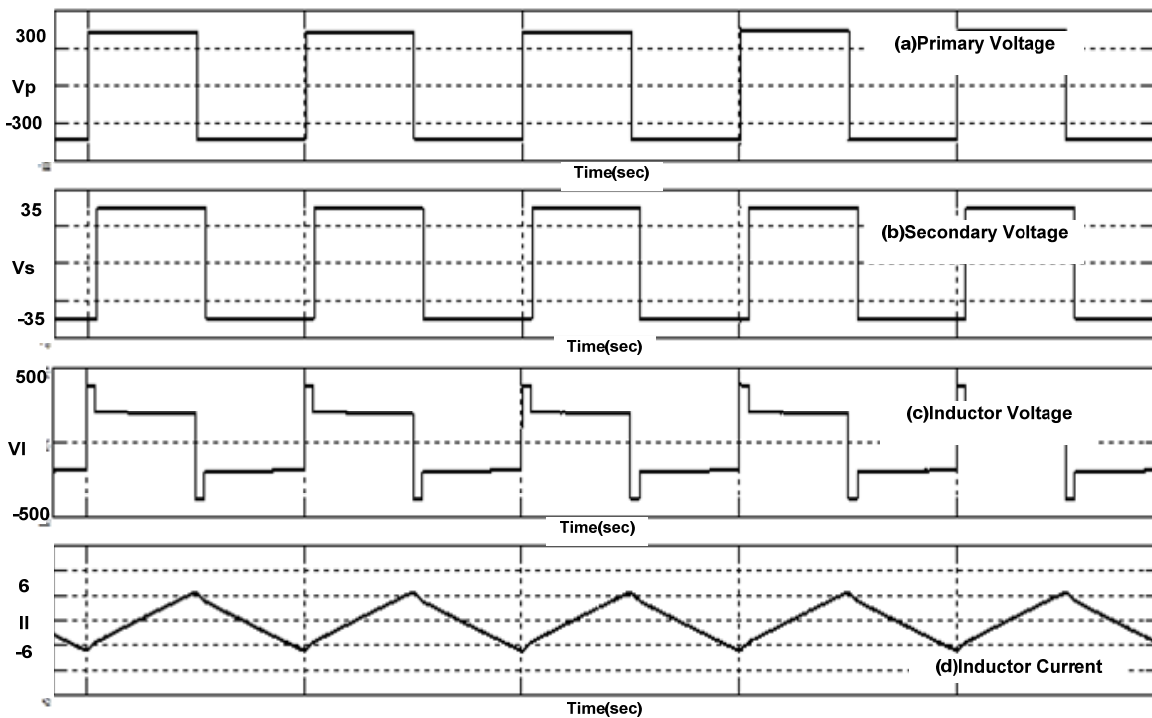 300
(a)Primary Voltage
Vp
-300
Time(sec)
35
(b)Secondary Voltage
Vs
-35
Time(sec)
500
(c)Inductor Voltage
Vl
-500
Time(sec)
6
Il
-6
(d)Inductor Current
Time(sec)